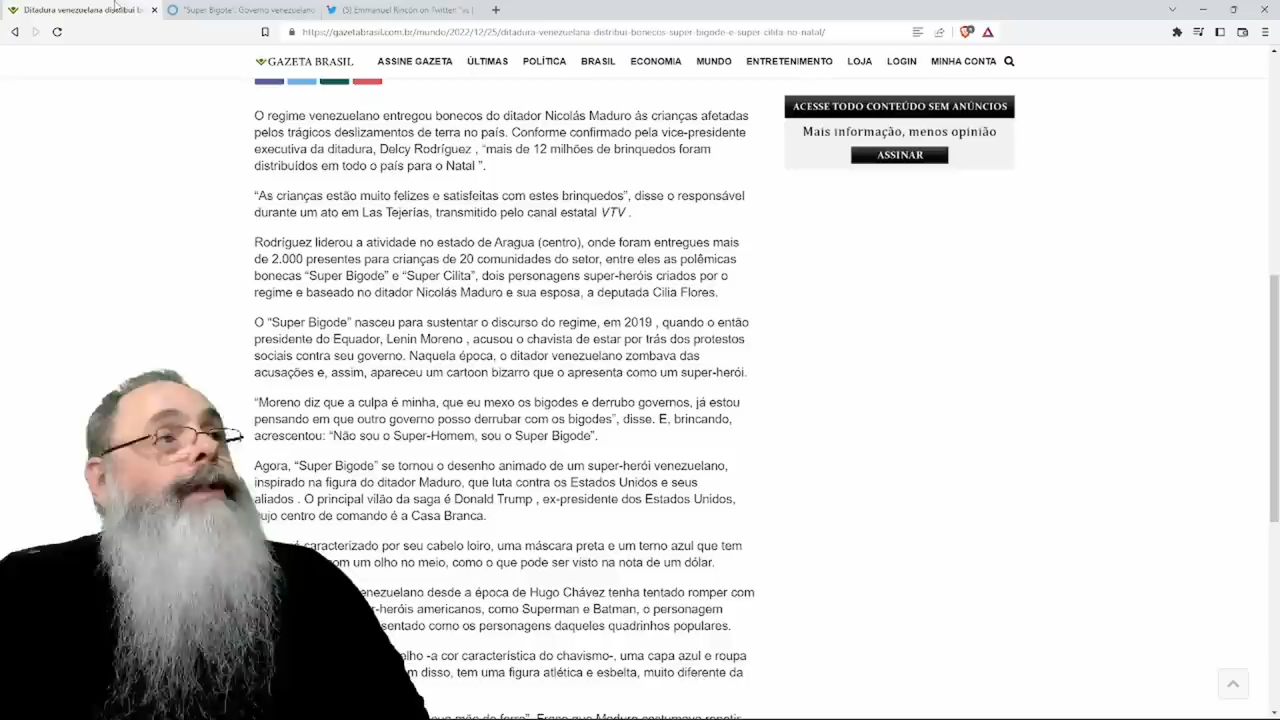 Ditadura venezuelana distribui b
"Super Bigote": Governo venezuelano
(5) Emmanuel Rincón on Twitter: "
https://gazetabrasil.com.br/mundo/2022/12/25/ditadura-venezuelana-distribui-bonecos-super-bigode-e-super-cilita-no-natal/
GAZETA BRASIL
ASSINE GAZETA
ÚLTIMAS
POLÍTICA
BRASIL
ECONOMIA
MUNDO
ENTRETENIMENTO
LOJA
LOGIN
MINHA CONTA
O regime venezuelano entregou bonecos do ditador Nicolás Maduro às crianças afetadas
pelos trágicos deslizamentos de terra no país. Conforme confirmado pela vice-presidente
executiva da ditadura, Delcy Rodríguez , “mais de 12 milhões de brinquedos foram
distribuídos em todo o país para o Natal ”.
“As crianças estão muito felizes e satisfeitas com estes brinquedos”, disse o responsável
durante um ato em Las Tejerías, transmitido pelo canal estatal VTV .
Rodríguez liderou a atividade no estado de Aragua (centro), onde foram entregues mais
de 2.000 presentes para crianças de 20 comunidades do setor, entre eles as polêmicas
bonecas “Super Bigode” e “Super Cilita”, dois personagens super-heróis criados por o
regime e baseado no ditador Nicolás Maduro e sua esposa, a deputada Cilia Flores.
O “Super Bigode” nasceu para sustentar o discurso do regime, em 2019 , quando o então
presidente do Equador, Lenin Moreno , acusou o chavista de estar por trás dos protestos
sociais contra seu governo. Naquela época, o ditador venezuelano zombava das
acusações e, assim, apareceu um cartoon bizarro que o apresenta como um super-herói.
“Moreno diz que a culpa é minha, que eu mexo os bigodes e derrubo governos, já estou
pensando em que outro governo posso derrubar com os bigodes”, disse. E, brincando,
acrescentou: “Não sou o Super-Homem, sou o Super Bigode”.
Agora, “Super Bigode” se tornou o desenho animado de um super-herói venezuelano,
inspirado na figura do ditador Maduro, que luta contra os Estados Unidos e seus
aliados . O principal vilão da saga é Donald Trump , ex-presidente dos Estados Unidos,
cujo centro de comando é a Casa Branca.
caracterizado por seu cabelo loiro, uma máscara preta e um terno azul que tem
om um olho no meio, como o que pode ser visto na nota de um dólar.
enezuelano desde a época de Hugo Chávez tenha tentado romper com
r-heróis americanos, como Superman e Batman, o personagem
sentado como os personagens daqueles quadrinhos populares.
elho -a cor característica do chavismo-, uma capa azul e roupa
m disso, tem uma figura atlética e esbelta, muito diferente da
mão de ferro”. Frase que Maduro costumava repetir
ACESSE TODO CONTEÚDO SEM ANÚNCIOS
Mais informação, menos opinião
ASSINAR